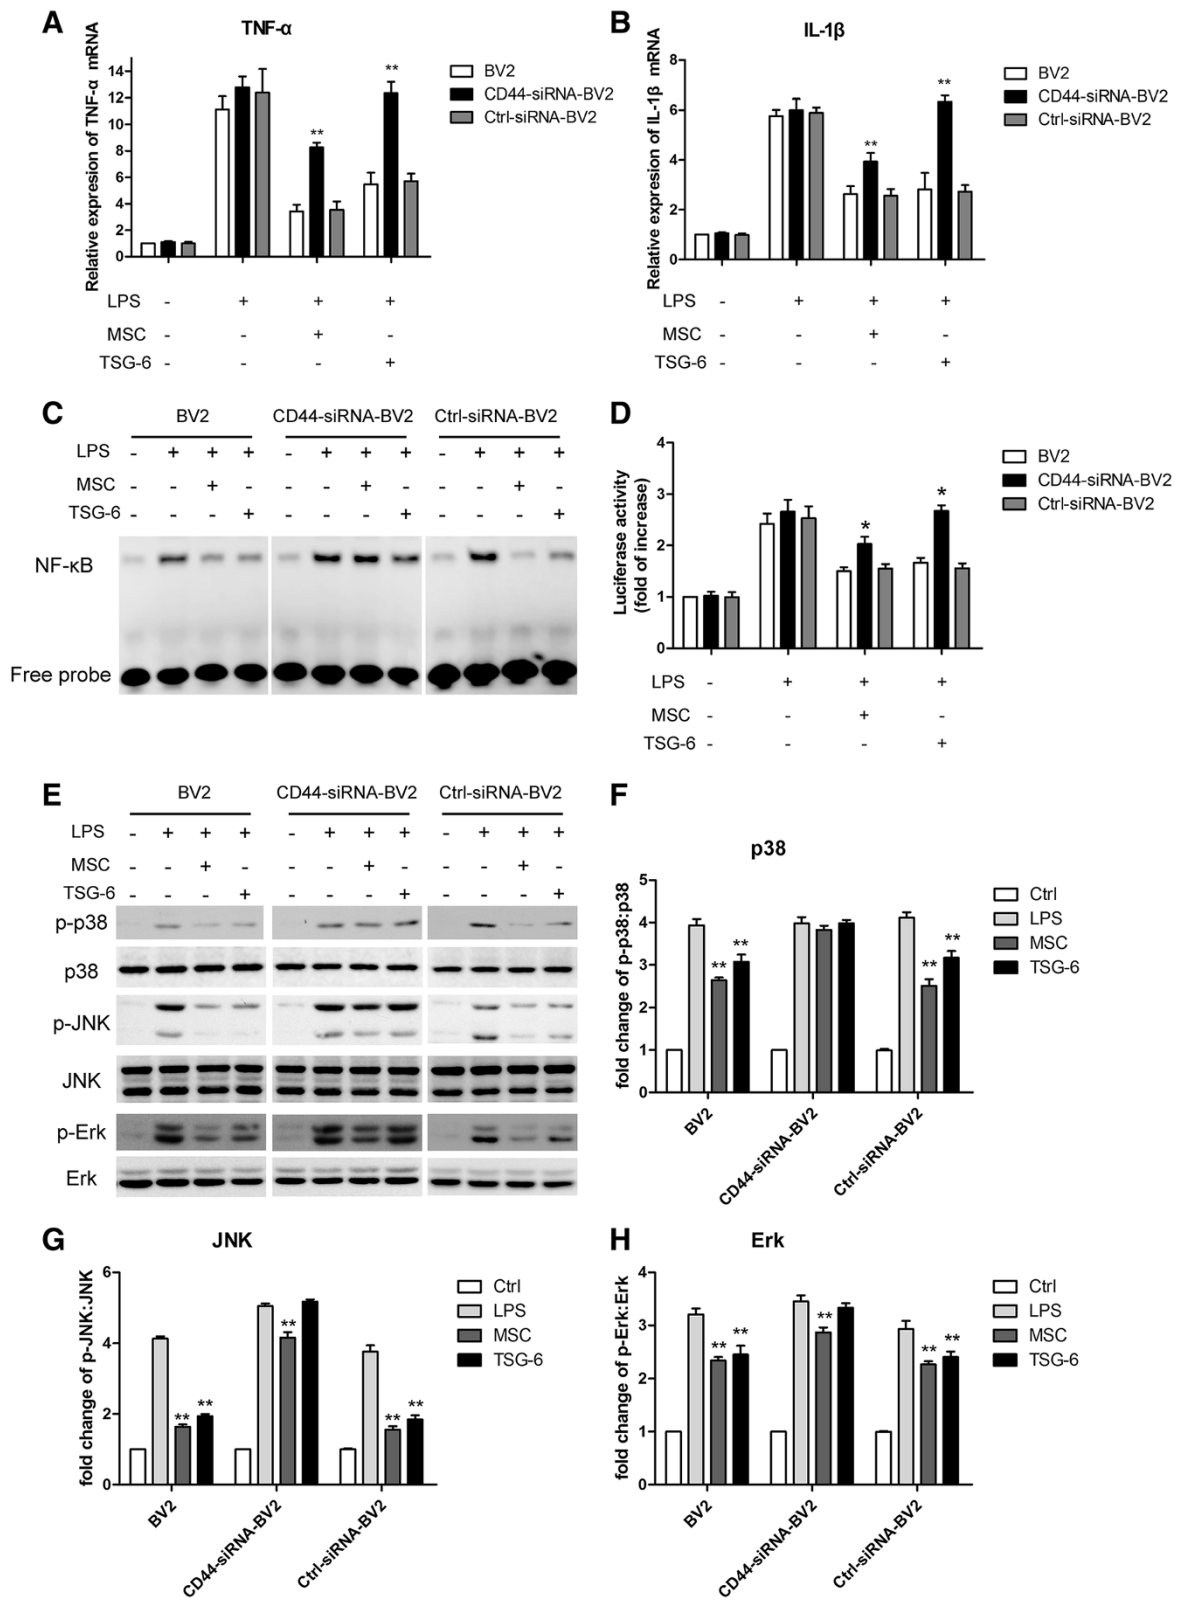 A
TNF-α
Relative expresion of TNF-α mRNA
14
12
10
8
6
4
2
0
**
**
BV2
CD44-siRNA-BV2
Ctrl-siRNA-BV2
LPS - + + +
MSC - - + -
TSG-6 - - - +
B
IL-1β
Relative expresion of IL-1β mRNA
8
6
4
2
0
**
**
BV2
CD44-siRNA-BV2
Ctrl-siRNA-BV2
LPS - + + +
MSC - - + -
TSG-6 - - - +
C
BV2 CD44-siRNA-BV2 Ctrl-siRNA-BV2
LPS - + + + - + + + - + + +
MSC - - + - - - + - - - + -
TSG-6 - - - + - - - + - - - +
NF-κB
Free probe
D
Luciferase activity
(fold of increase)
4
3
2
1
0
*
*
BV2
CD44-siRNA-BV2
Ctrl-siRNA-BV2
LPS - + + +
MSC - - + -
TSG-6 - - - +
E
BV2 CD44-siRNA-BV2 Ctrl-siRNA-BV2
LPS - + + + - + + + - + + +
MSC - - + - - - + - - - + -
TSG-6 - - - + - - - + - - - +
p-p38
p38
p-JNK
JNK
p-Erk
Erk
F
p38
fold change of p-p38:p38
5
4
3
2
1
0
** **
** **
Ctrl
LPS
MSC
TSG-6
BV2
CD44-siRNA-BV2
Ctrl-siRNA-BV2
G
JNK
fold change of p-JNK:JNK
6
4
2
0
** **
**
** **
Ctrl
LPS
MSC
TSG-6
BV2
CD44-siRNA-BV2
Ctrl-siRNA-BV2
H
Erk
fold change of p-Erk:Erk
4
3
2
1
0
** **
**
** **
Ctrl
LPS
MSC
TSG-6
BV2
CD44-siRNA-BV2
Ctrl-siRNA-BV2